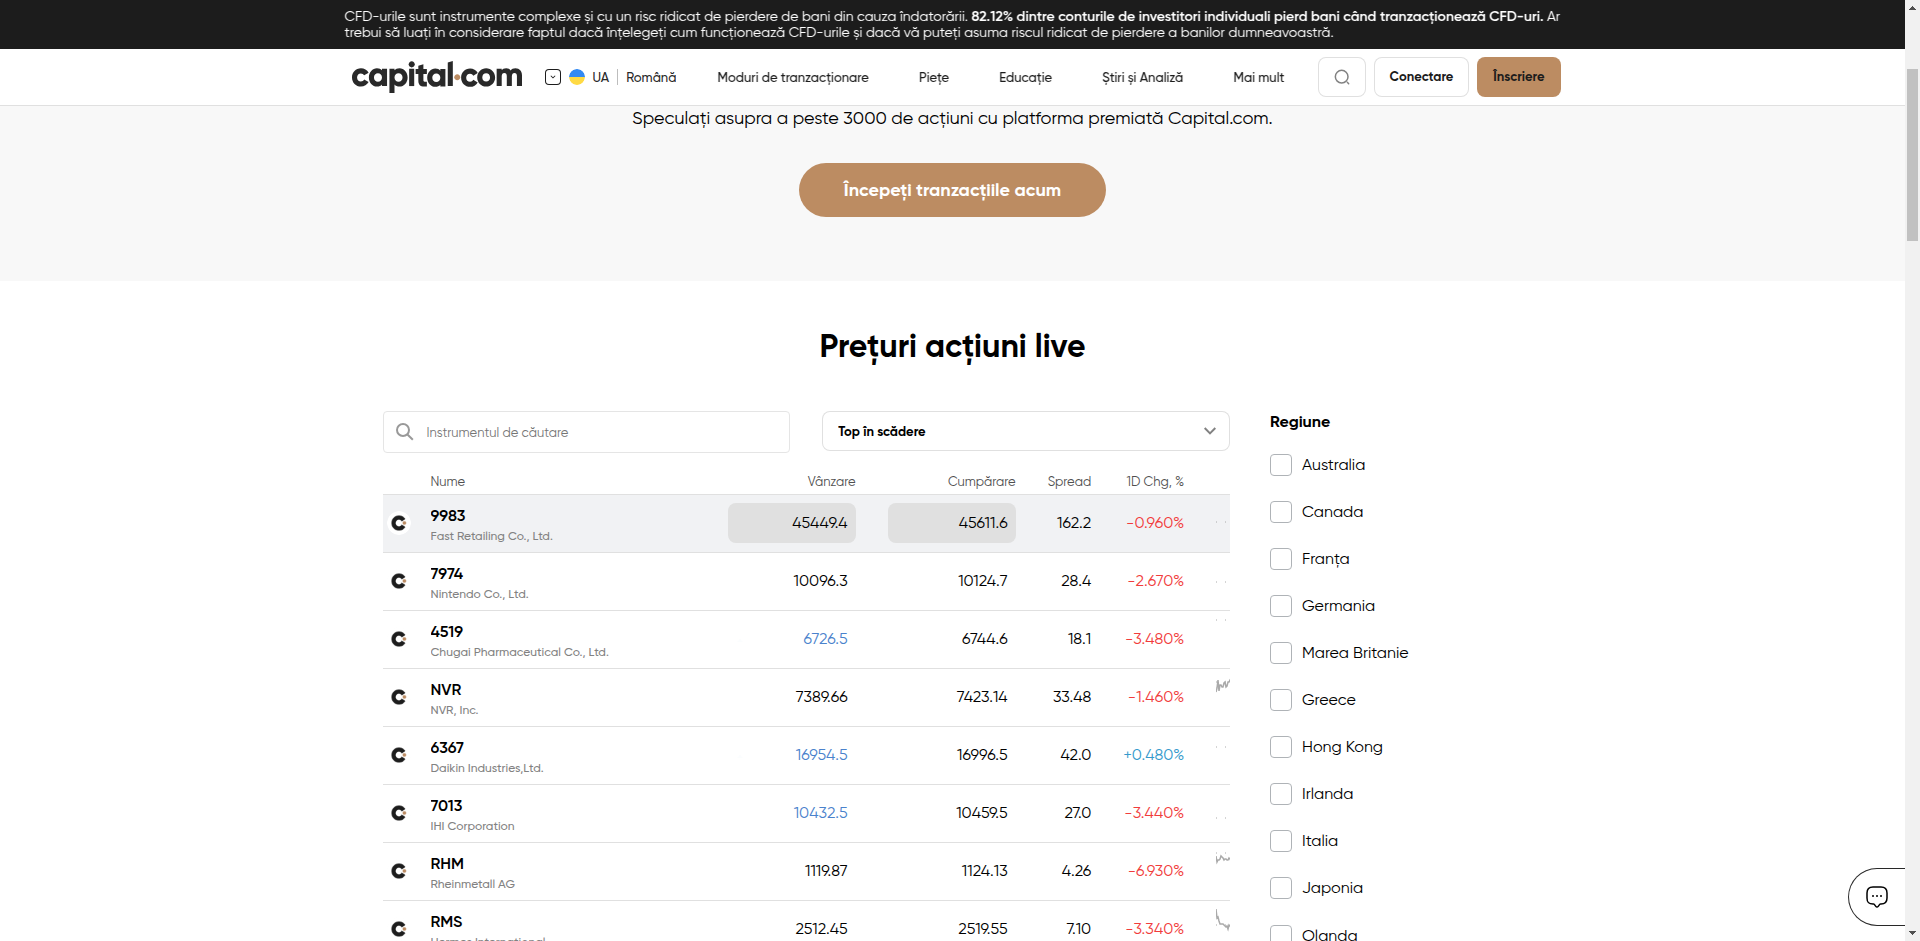 CFD-urile sunt instrumente complexe și cu un risc ridicat de pierdere de bani din cauza îndatorării. 82.12% dintre conturile de investitori individuali pierd bani când tranzacționează CFD-uri. Ar
trebui să luați în considerare faptul dacă înțelegeți cum funcționează CFD-urile și dacă vă puteți asuma riscul ridicat de pierdere a banilor dumneavoastră.
capital.com UA Română Moduri de tranzacționare Piețe Educație Știri și Analiză Mai mult Conectare Înscriere
Speculați asupra a peste 3000 de acțiuni cu platforma premiată Capital.com.
Începeți tranzacțiile acum
Prețuri acțiuni live
Instrumentul de căutare
Top în scădere
Nume Vânzare Cumpărare Spread 1D Chg, %
9983
Fast Retailing Co., Ltd.
45449.4 45611.6 162.2 -0.960%
7974
Nintendo Co., Ltd.
10096.3 10124.7 28.4 -2.670%
4519
Chugai Pharmaceutical Co., Ltd.
6726.5 6744.6 18.1 -3.480%
NVR
NVR, Inc.
7389.66 7423.14 33.48 -1.460%
6367
Daikin Industries,Ltd.
16954.5 16996.5 42.0 +0.480%
7013
IHI Corporation
10432.5 10459.5 27.0 -3.440%
RHM
Rheinmetall AG
1119.87 1124.13 4.26 -6.930%
RMS
2512.45 2519.55 7.10 -3.340%
Regiune
Australia
Canada
Franța
Germania
Marea Britanie
Greece
Hong Kong
Irlanda
Italia
Japonia
Olanda